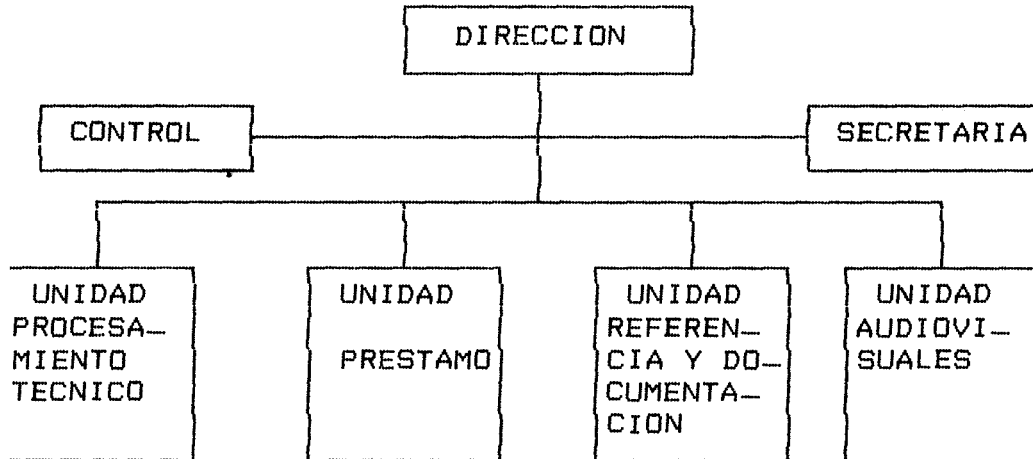 DIRECCION
CONTROL
SECRETARIA
UNIDAD
PROCESA-
MIENTO
TECNICO
UNIDAD
PRESTAMO
UNIDAD
REFEREN-
CIA Y DO-
CUMENTA-
CION
UNIDAD
AUDIOVI-
SUALES